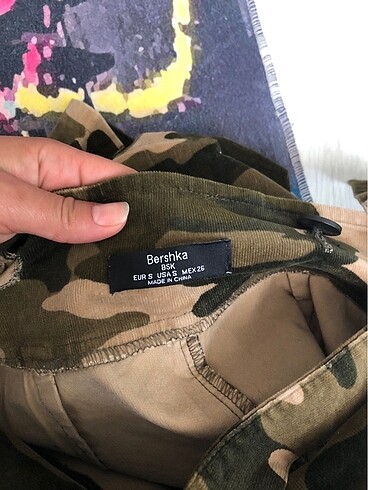 Bershka
BSK
EUR S USA S MEX 26
MADE IN CHINA